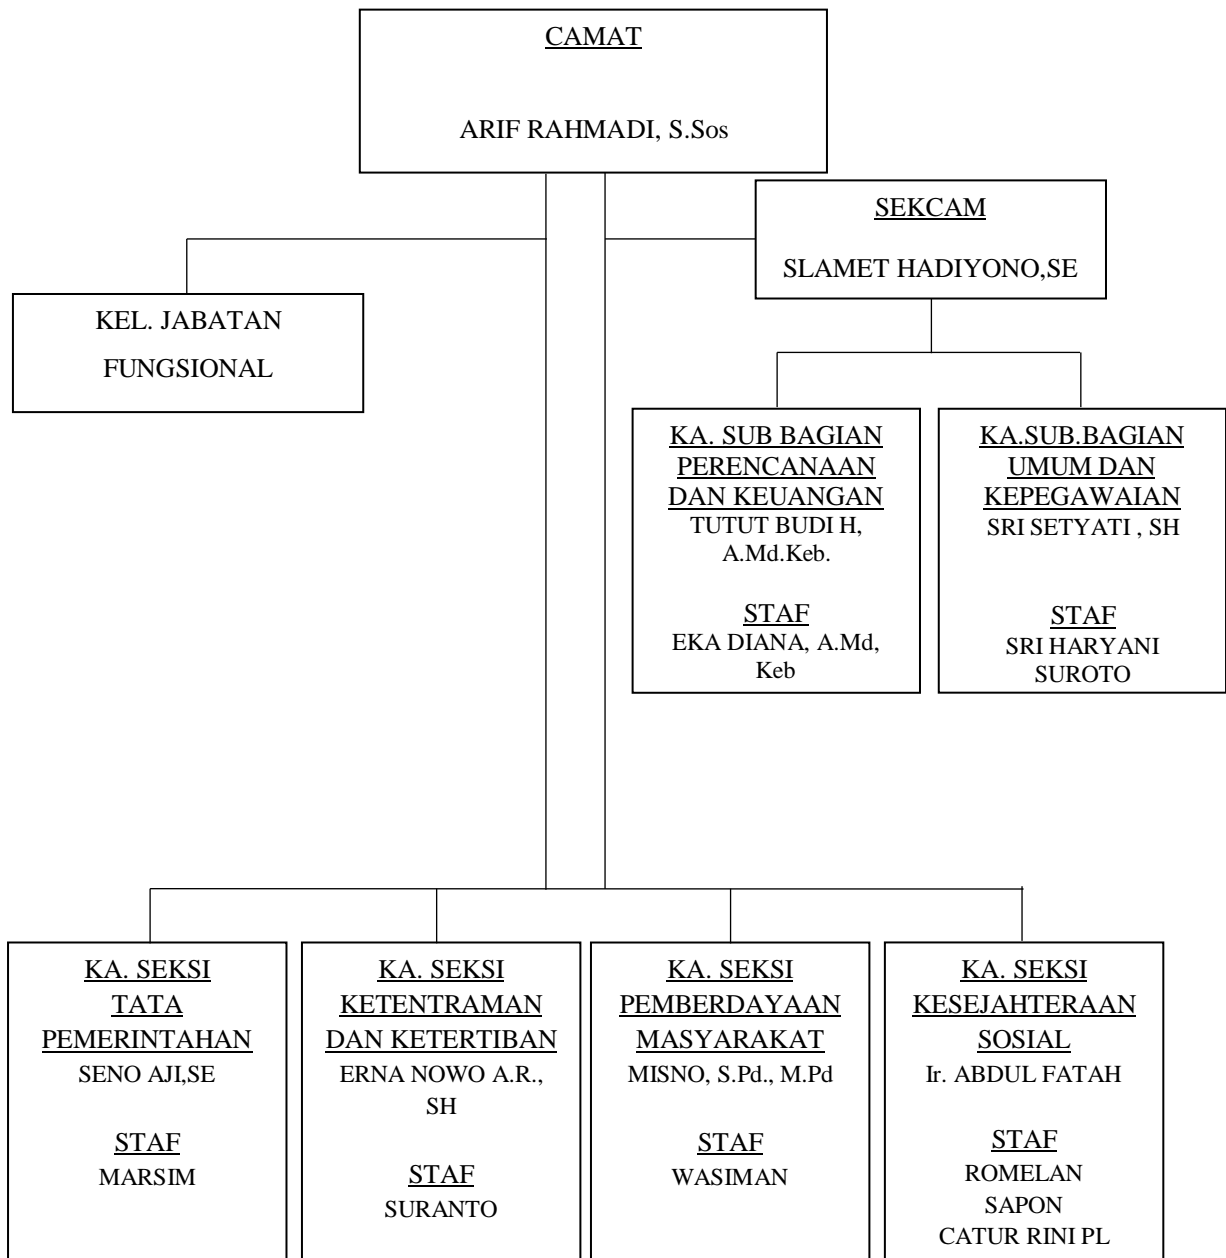 CAMAT
ARIF RAHMADI, S.Sos
SEKCAM
SLAMET HADIYONO,SE
KEL. JABATAN
FUNGSIONAL
KA. SUB BAGIAN
PERENCANAAN
DAN KEUANGAN
TUTUT BUDI H,
A.Md.Keb.
STAF
EKA DIANA, A.Md,
Keb
KA.SUB.BAGIAN
UMUM DAN
KEPEGAWAIAN
SRI SETYATI , SH
STAF
SRI HARYANI
SUROTO
KA. SEKSI
TATA
PEMERINTAHAN
SENO AJI,SE
STAF
MARSIM
KA. SEKSI
KETENTRAMAN
DAN KETERTIBAN
ERNA NOWO A.R.,
SH
STAF
SURANTO
KA. SEKSI
PEMBERDAYAAN
MASYARAKAT
MISNO, S.Pd., M.Pd
STAF
WASIMAN
KA. SEKSI
KESEJAHTERAAN
SOSIAL
Ir. ABDUL FATAH
STAF
ROMELAN
SAPON
CATUR RINI PL